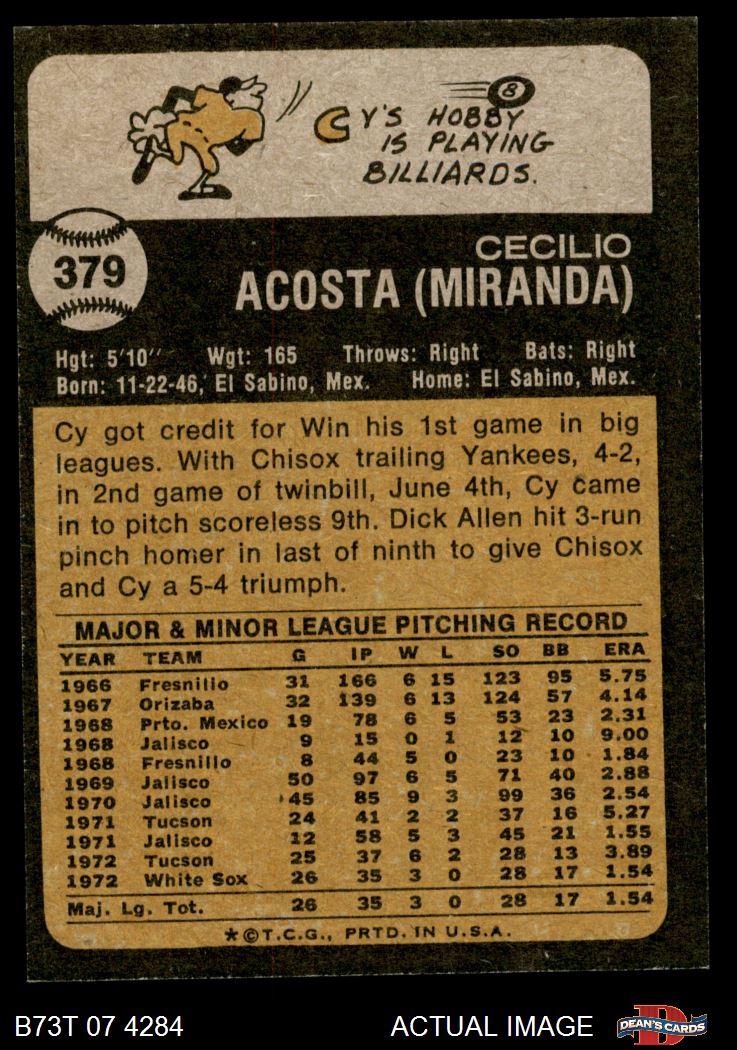 8
CY'S HOBBY
IS PLAYING
BILLIARDS.
379
CECILIO
ACOSTA (MIRANDA)
Hgt: 5'10" Wgt: 165 Throws: Right Bats: Right
Born: 11-22-46, El Sabino, Mex. Home: El Sabino, Mex.
Cy got credit for Win his 1st game in big
leagues. With Chisox trailing Yankees, 4-2,
in 2nd game of twinbill, June 4th, Cy came
in to pitch scoreless 9th. Dick Allen hit 3-run
pinch homer in last of ninth to give Chisox
and Cy a 5-4 triumph.
MAJOR & MINOR LEAGUE PITCHING RECORD
YEAR TEAM G IP W L SO BB ERA
1966 Fresnillo 31 166 6 15 123 95 5.75
1967 Orizaba 32 139 6 13 124 57 4.14
1968 Prto. Mexico 19 78 6 5 53 23 2.31
1968 Jalisco 9 15 0 1 12 10 9.00
1968 Fresnillo 8 44 5 0 23 10 1.84
1969 Jalisco 50 97 6 5 71 40 2.88
1970 Jalisco 45 85 9 3 99 36 2.54
1971 Tucson 24 41 2 2 37 16 5.27
1971 Jalisco 12 58 5 3 45 21 1.55
1972 Tucson 25 37 6 2 28 13 3.89
1972 White Sox 26 35 3 0 28 17 1.54
Maj. Lg. Tot. 26 35 3 0 28 17 1.54
*©T.C.G., PRTD. IN U.S.A.
B73T 07 4284 ACTUAL IMAGE D DEAN'S CARDS